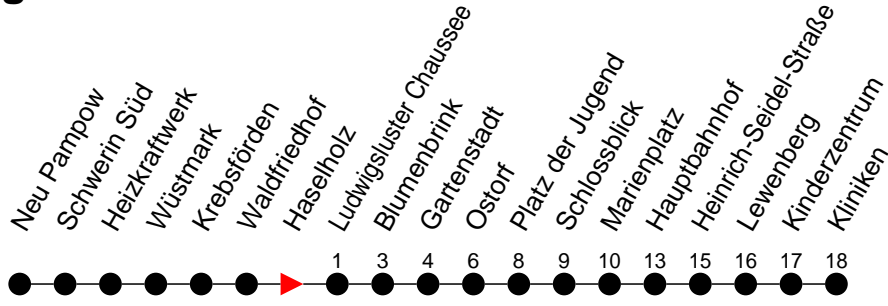 Neu Pampow
Schwerin Süd
Heizkraftwerk
Wüstmark
Krebsförden
Waldfriedhof
Haselholz
Ludwigsluster Chaussee
Blumenbrink
Gartenstadt
Ostorf
Platz der Jugend
Schlossblick
Marienplatz
Hauptbahnhof
Heinrich-Seidel-Straße
Lewenberg
Kinderzentrum
Kliniken
1 3 4 6 8 9 10 13 15 16 17 18